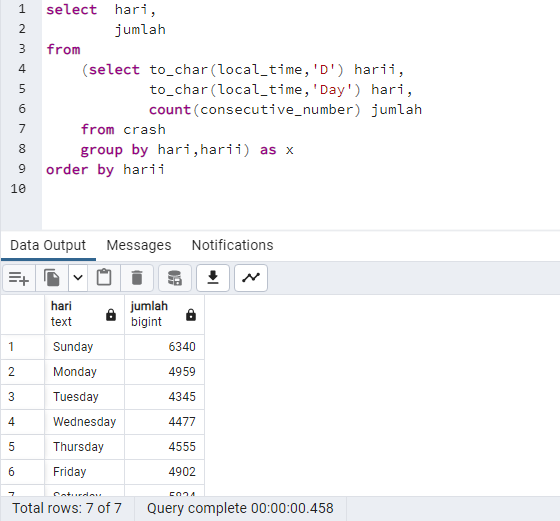 1 select  hari,
2         jumlah
3 from
4     (select to_char(local_time,'D') harii,
5             to_char(local_time,'Day') hari,
6             count(consecutive_number) jumlah
7     from crash
8     group by hari,harii) as x
9 order by harii
10
Data Output Messages Notifications
hari jumlah
text bigint
1 Sunday 6340
2 Monday 4959
3 Tuesday 4345
4 Wednesday 4477
5 Thursday 4555
6 Friday 4902
7 Saturday
Total rows: 7 of 7 Query complete 00:00:00.458